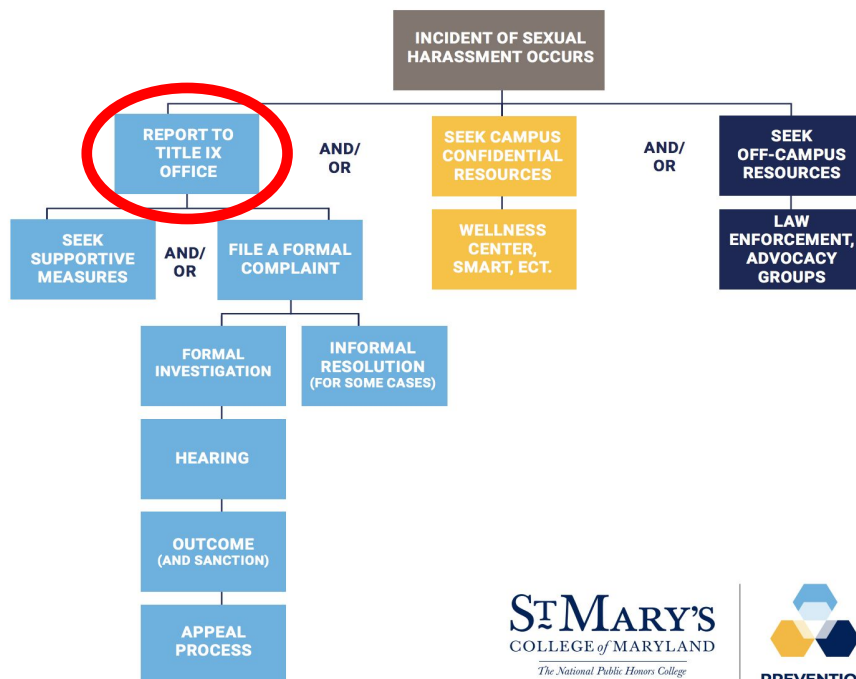 INCIDENT OF SEXUAL
HARASSMENT OCCURS
REPORT TO
TITLE IX
OFFICE
AND/
OR
SEEK CAMPUS
CONFIDENTIAL
RESOURCES
AND/
OR
SEEK
OFF-CAMPUS
RESOURCES
SEEK
SUPPORTIVE
MEASURES
AND/
OR
FILE A FORMAL
COMPLAINT
WELLNESS
CENTER,
SMART, ECT.
LAW
ENFORCEMENT,
ADVOCACY
GROUPS
FORMAL
INVESTIGATION
INFORMAL
RESOLUTION
(FOR SOME CASES)
HEARING
OUTCOME
(AND SANCTION)
APPEAL
PROCESS
ST MARY'S
COLLEGE of MARYLAND
The National Public Honors College
PREVENTIO